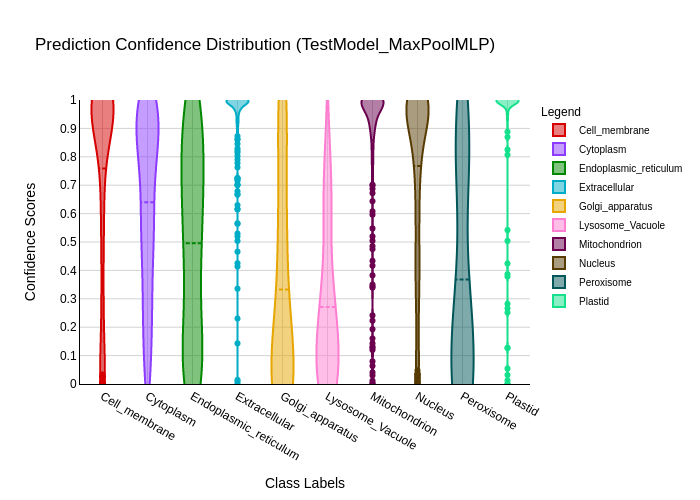 Prediction Confidence Distribution (TestModel_MaxPoolMLP)
Legend
Cell_membrane
Cytoplasm
Endoplasmic_reticulum
Extracellular
Golgi_apparatus
Lysosome_Vacuole
Mitochondrion
Nucleus
Peroxisome
Plastid
Confidence Scores
1
0.9
0.8
0.7
0.6
0.5
0.4
0.3
0.2
0.1
0
Cell_membrane
Cytoplasm
Endoplasmic_reticulum
Extracellular
Golgi_apparatus
Lysosome_Vacuole
Mitochondrion
Nucleus
Peroxisome
Plastid
Class Labels